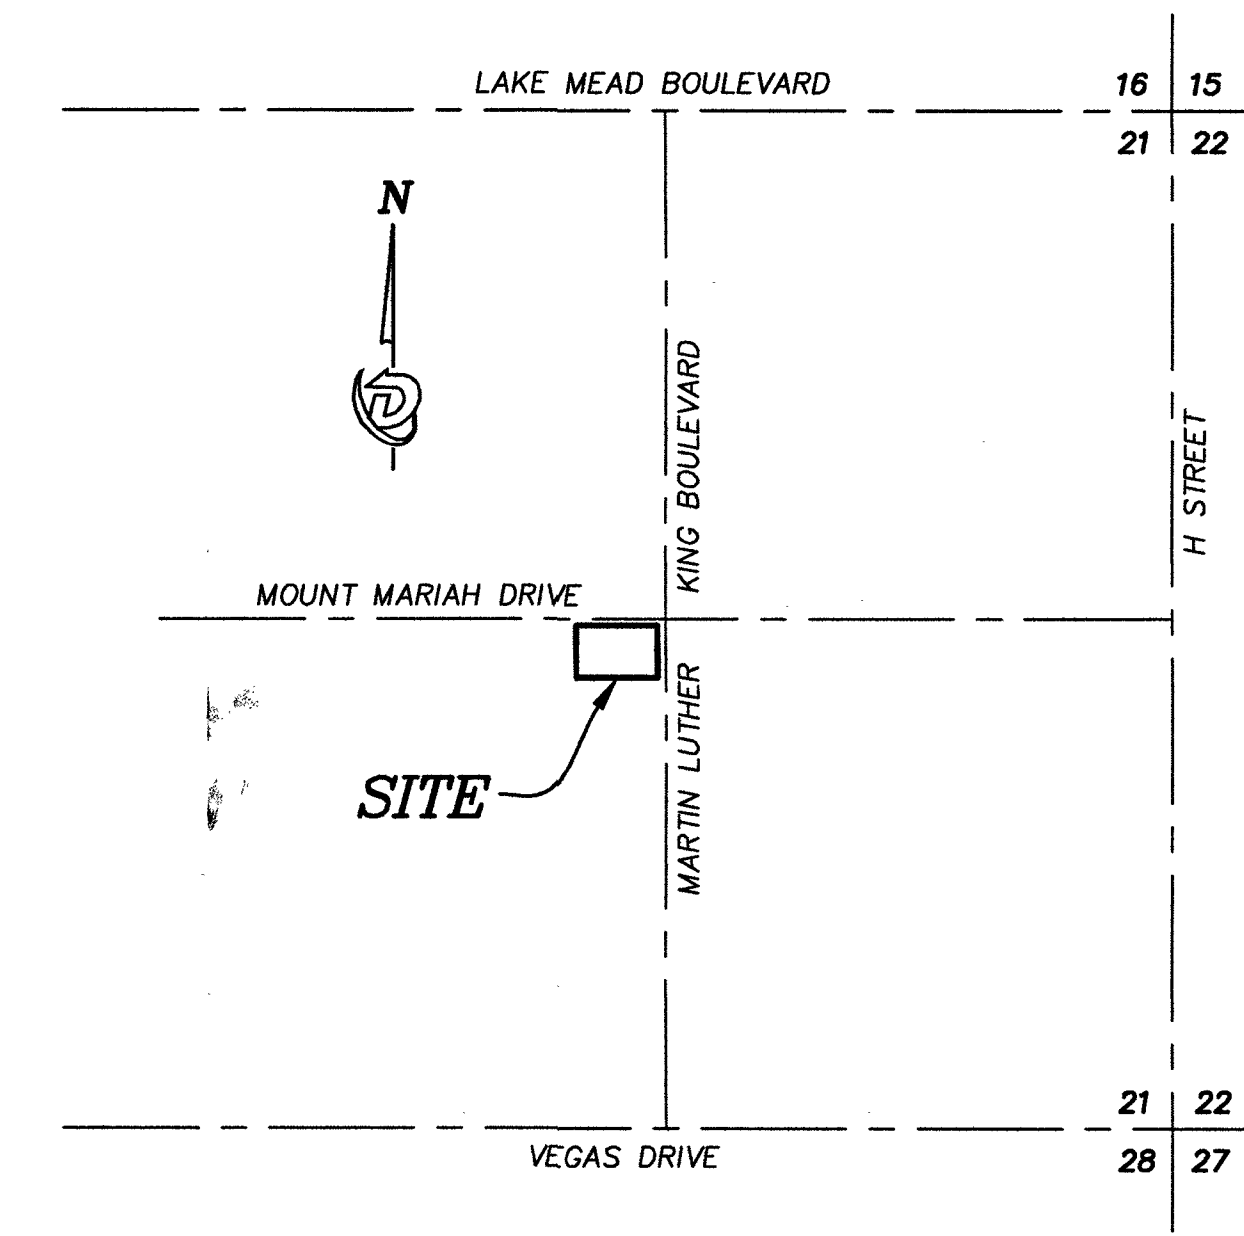 LAKE MEAD BOULEVARD
16 15
21 22
N
D
KING BOULEVARD
H STREET
MOUNT MARIAH DRIVE
MARTIN LUTHER
SITE
21 22
VEGAS DRIVE
28 27